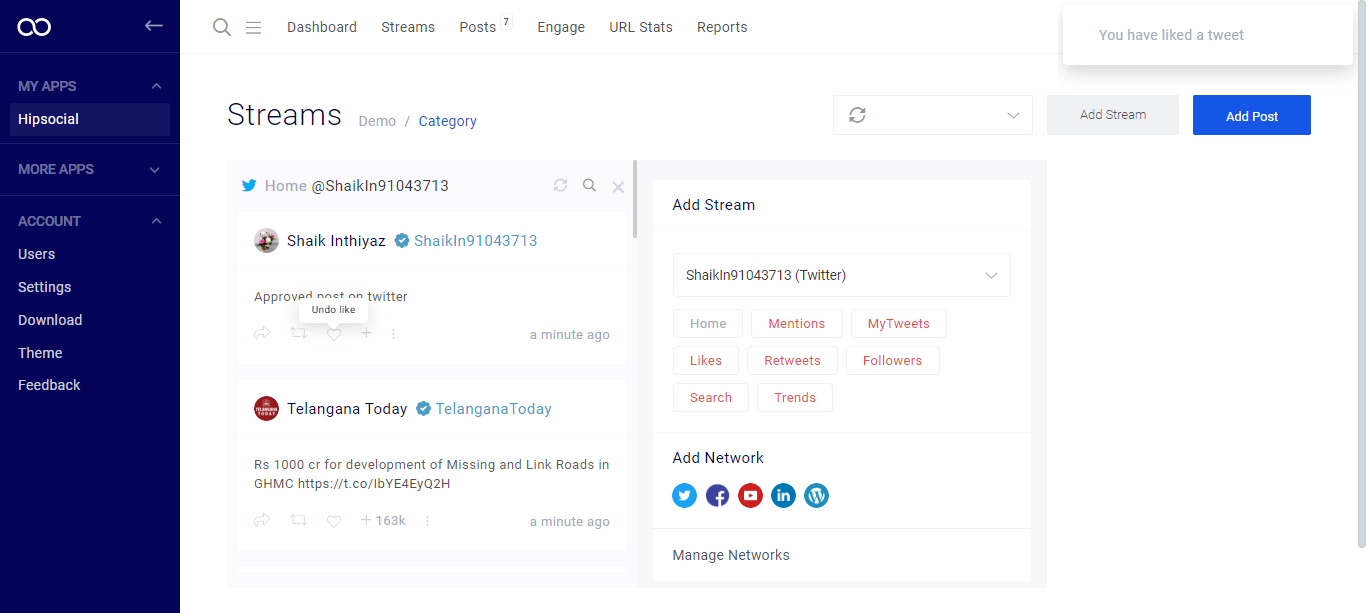 Dashboard Streams Posts 7 Engage URL Stats Reports
You have liked a tweet
MY APPS
Hipsocial
MORE APPS
ACCOUNT
Users
Settings
Download
Theme
Feedback
Streams Demo / Category
Add Stream
Add Post
Home @ShaikIn91043713
Shaik Inthiyaz ShaikIn91043713
Approved post on twitter
Undo like
a minute ago
Telangana Today TelanganaToday
Rs 1000 cr for development of Missing and Link Roads in
GHMC https://t.co/IbYE4EyQ2H
+ 163k
a minute ago
Add Stream
ShaikIn91043713 (Twitter)
Home Mentions MyTweets
Likes Retweets Followers
Search Trends
Add Network
Manage Networks